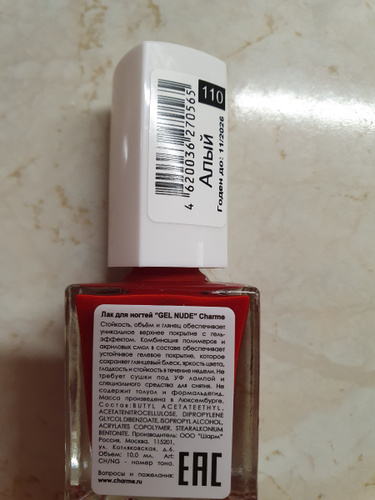 110
Алый
Годен до: 11/2026
4 620036 270565
Лак для ногтей "GEL NUDE" Charme
Стойкость, объём и глянец обеспечивает
уникальное верхнее покрытие с гель-
эффектом. Комбинация полимеров и
акриловых смол в составе обеспечивает
устойчивое гелевое покрытие, которое
сохраняет глянцевый блеск, яркость цвета,
гладкость и стойкость в течение недели. Не
требует сушки под УФ лампой и
специального средства для снятия. Не
содержит толуол и формальдегид.
Масса произведена в Люксембурге.
Состав: BUTYL ACETATEETHYL,
ACETATENITROCELLULOSE, DIPROPYLENE
GLYCOL DIBENZOATE, ISOPROPYL ALCOHOL,
ACRYLATES COPOLYMER, STEARALKONIUM
BENTONITE. Производитель: ООО "Шарм"
Россия, Москва, 115201,
ул. Котляковская, д.6.
Объем: 10.0 мл. Art:
CH/NG - номер тона.
EAC
Вопросы и пожелания:
www.charme.ru